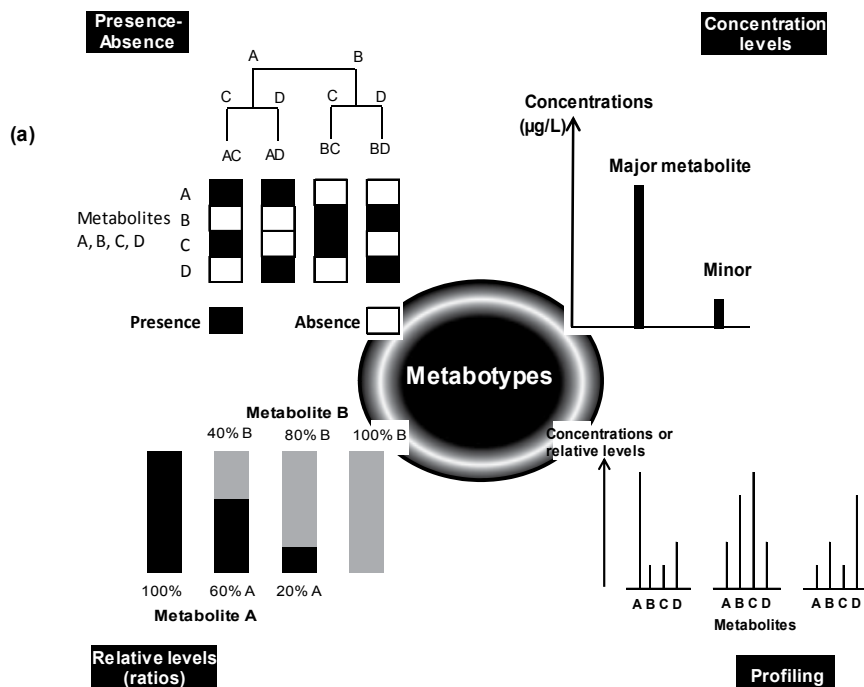 Presence-
Absence
Concentration
levels
(a)
A B
C D C D
AC AD BC BD
A
B
C
D
Metabolites
A, B, C, D
Presence Absence
Concentrations
(µg/L)
Major metabolite
Minor
Metabotypes
Metabolite B
40% B 80% B 100% B
100% 60% A 20% A
Metabolite A
Relative levels
(ratios)
Concentrations or
relative levels
A B C D A B C D A B C D
Metabolites
Profiling